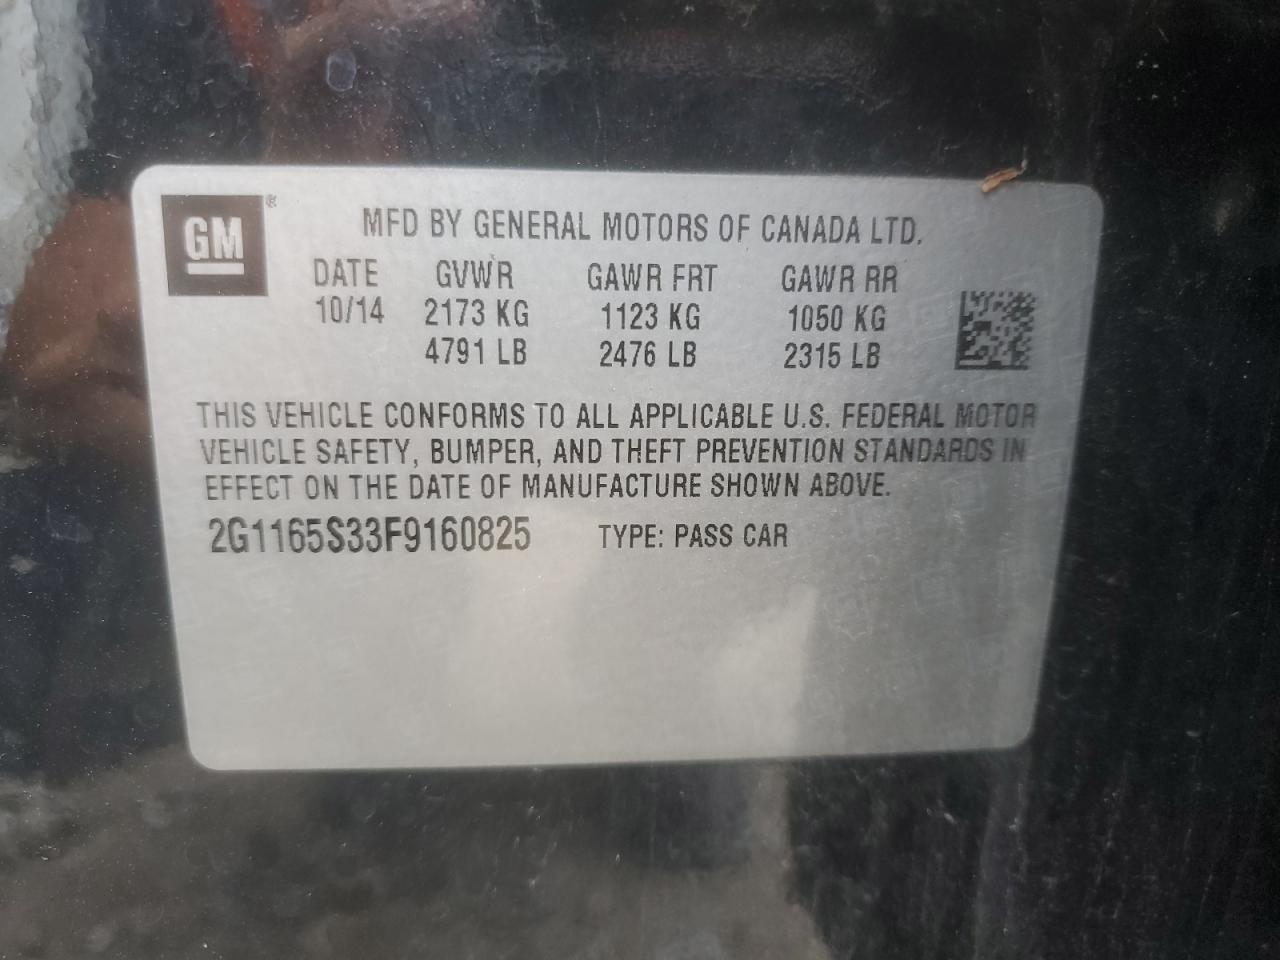 GM®
MFD BY GENERAL MOTORS OF CANADA LTD.
DATE GVWR GAWR FRT GAWR RR
10/14 2173 KG 1123 KG 1050 KG
4791 LB 2476 LB 2315 LB
THIS VEHICLE CONFORMS TO ALL APPLICABLE U.S. FEDERAL MOTOR
VEHICLE SAFETY, BUMPER, AND THEFT PREVENTION STANDARDS IN
EFFECT ON THE DATE OF MANUFACTURE SHOWN ABOVE.
2G1165S33F9160825 TYPE: PASS CAR